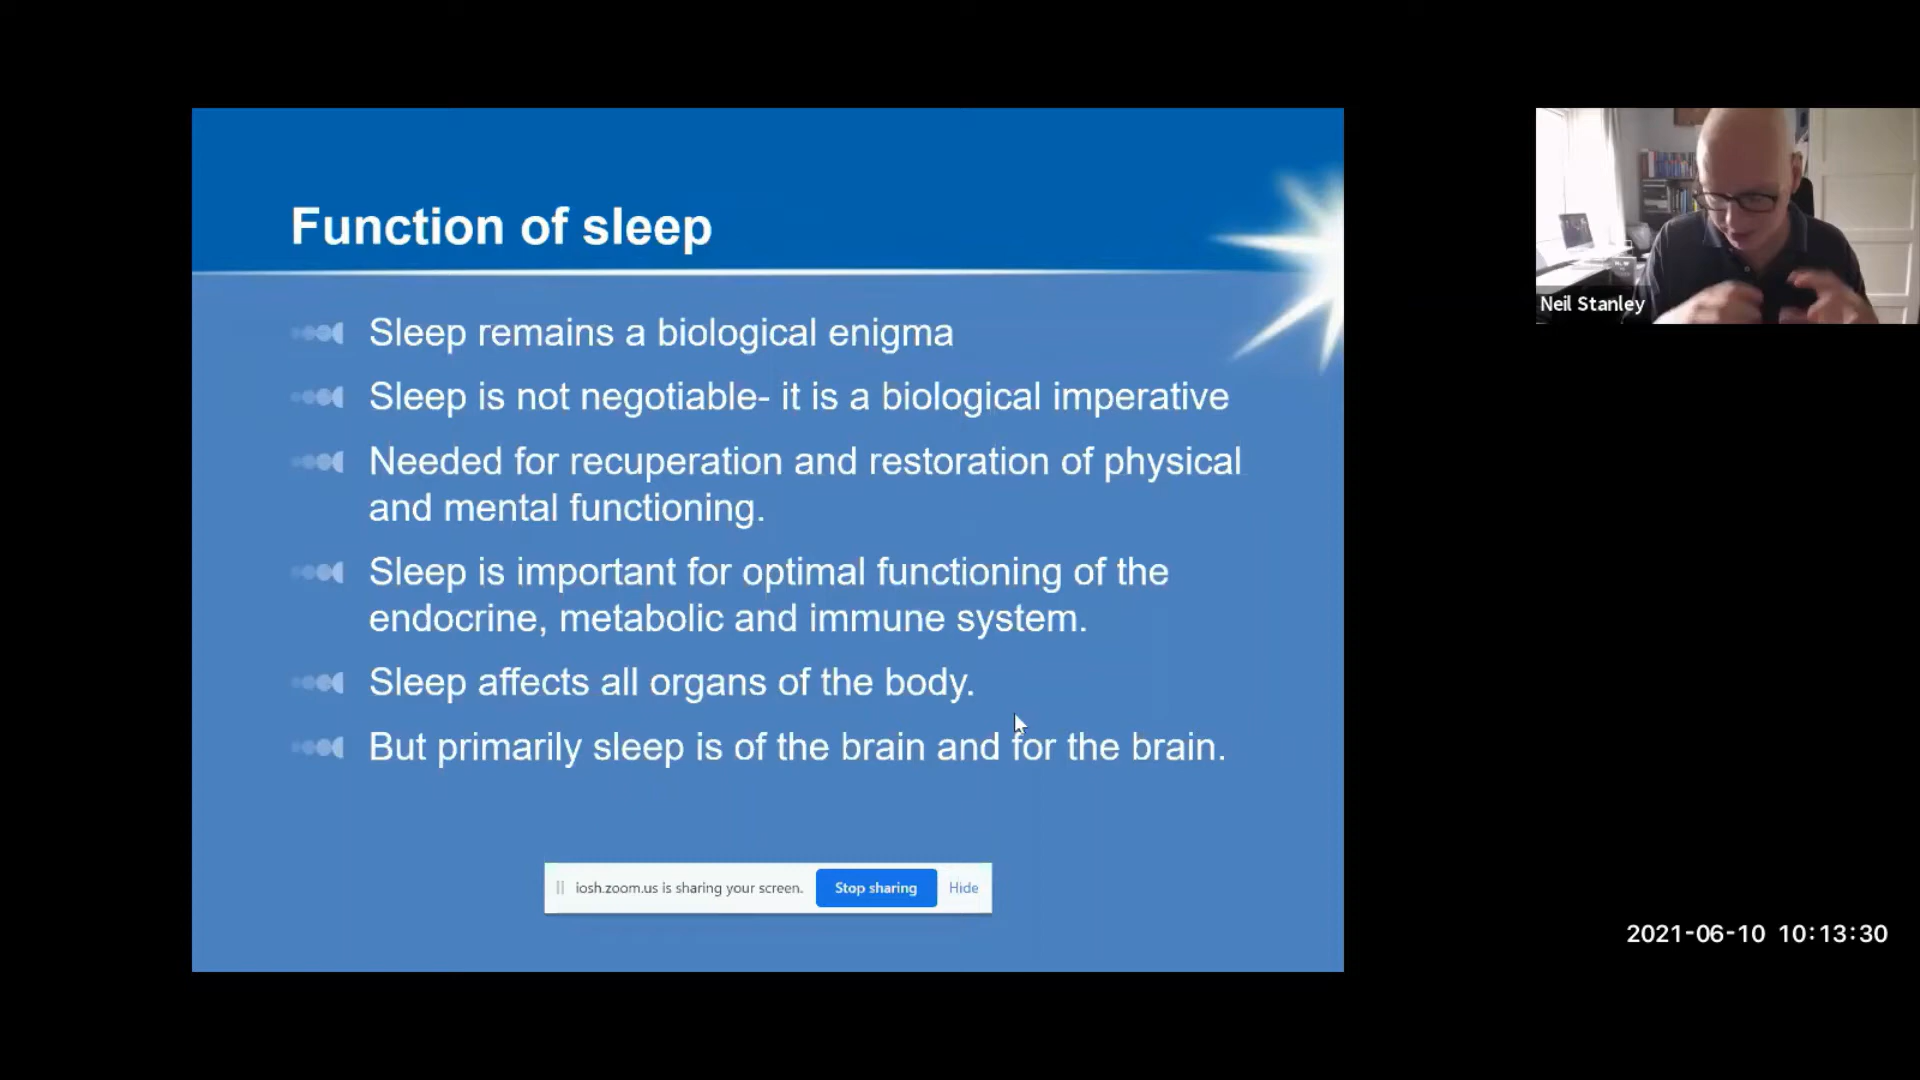 Function of sleep
Sleep remains a biological enigma
Sleep is not negotiable- it is a biological imperative
Needed for recuperation and restoration of physical
and mental functioning.
Sleep is important for optimal functioning of the
endocrine, metabolic and immune system.
Sleep affects all organs of the body.
But primarily sleep is of the brain and for the brain.
iosh.zoom.us is sharing your screen. Stop sharing Hide
Neil Stanley
2021-06-10 10:13:30